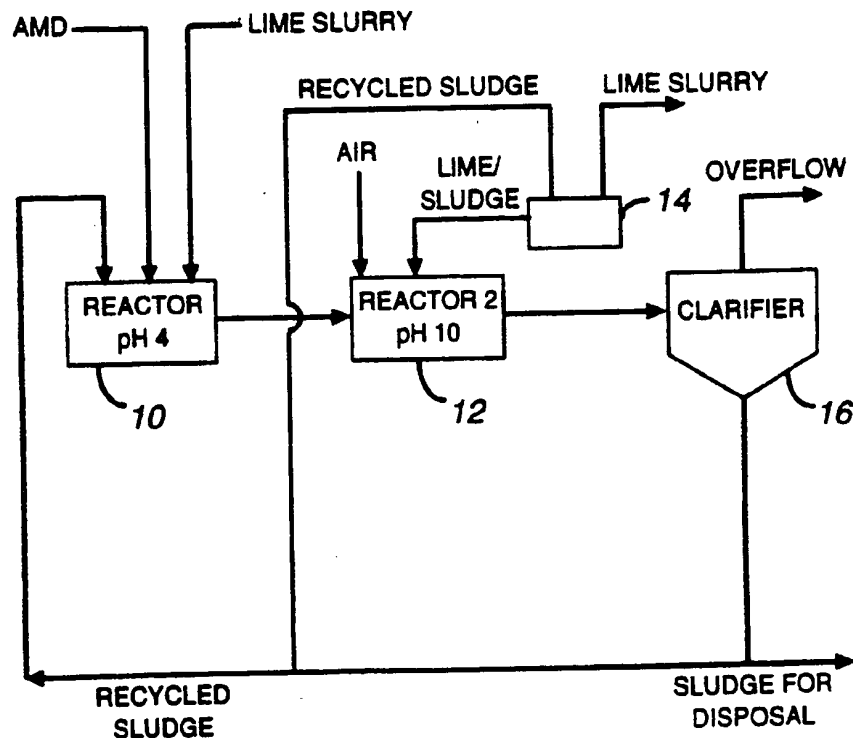 AMD
LIME SLURRY
RECYCLED SLUDGE
LIME SLURRY
AIR
LIME/
SLUDGE
14
OVERFLOW
REACTOR
pH 4
10
REACTOR 2
pH 10
12
CLARIFIER
16
RECYCLED
SLUDGE
SLUDGE FOR
DISPOSAL